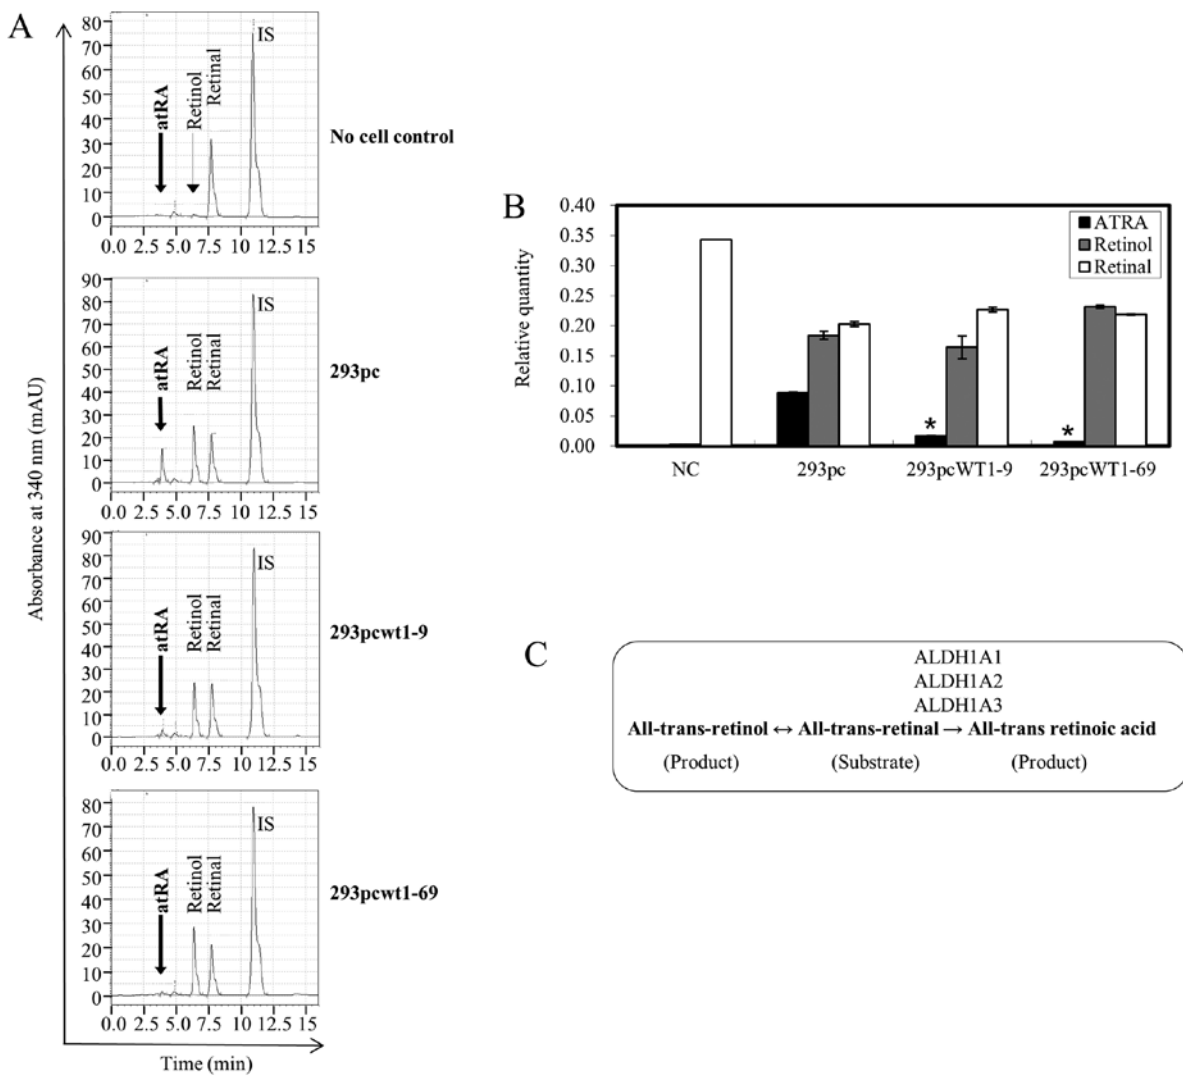 A
Absorbance at 340 nm (mAU)
80
70
60
50
40
30
20
10
0
atRA
Retinol
Retinal
IS
0.0 2.5 5.0 7.5 10 12.5 15
No cell control
90
80
70
60
50
40
30
20
10
0
atRA
Retinol
Retinal
IS
0.0 2.5 5.0 7.5 10 12.5 15
293pc
90
80
70
60
50
40
30
20
10
0
atRA
Retinol
Retinal
IS
0.0 2.5 5.0 7.5 10 12.5 15
293pcwt1-9
80
70
60
50
40
30
20
10
0
atRA
Retinol
Retinal
IS
0.0 2.5 5.0 7.5 10 12.5 15
293pcwt1-69
Time (min)
B
Relative quantity
0.40
0.35
0.30
0.25
0.20
0.15
0.10
0.05
0.00
ATRA
Retinol
Retinal
* *
NC 293pc 293pcWT1-9 293pcWT1-69
C
ALDH1A1
ALDH1A2
ALDH1A3
All-trans-retinol ↔ All-trans-retinal → All-trans retinoic acid
(Product) (Substrate) (Product)